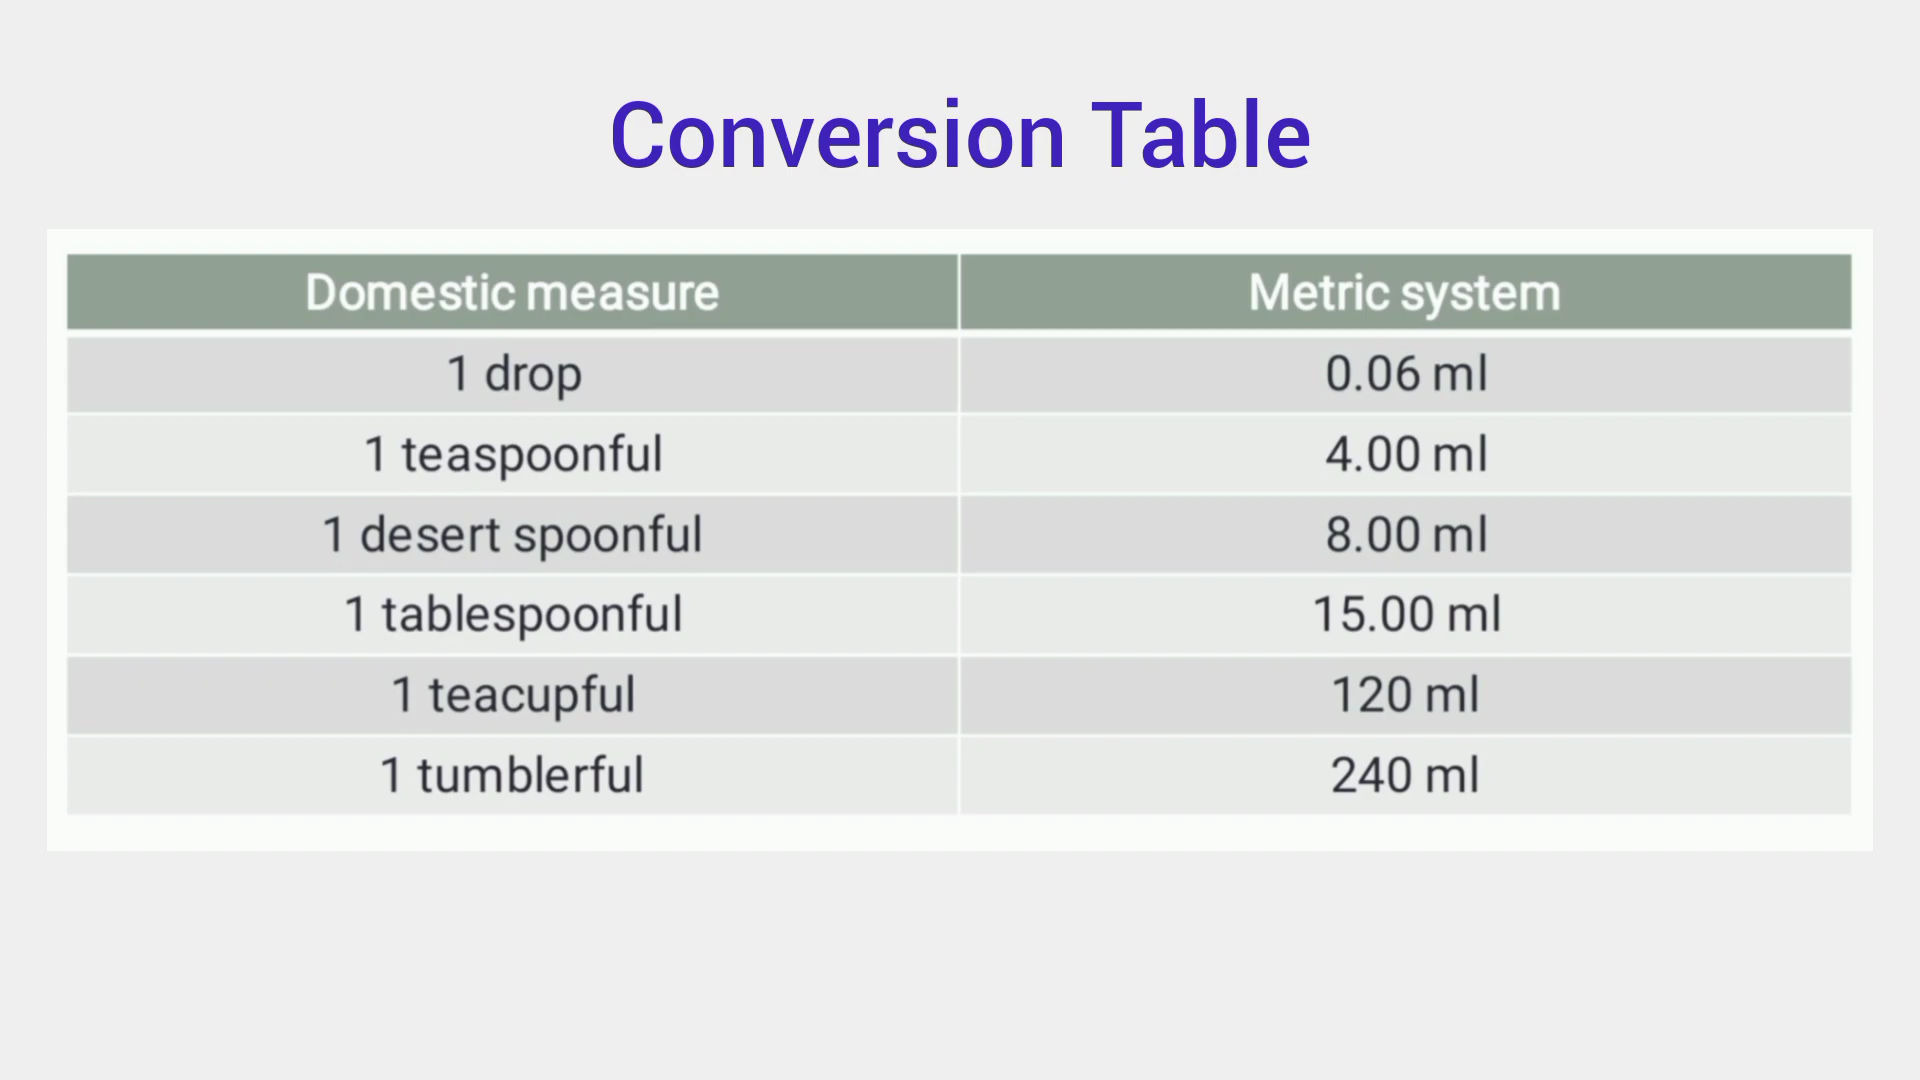 Conversion Table
Domestic measure Metric system
1 drop 0.06 ml
1 teaspoonful 4.00 ml
1 desert spoonful 8.00 ml
1 tablespoonful 15.00 ml
1 teacupful 120 ml
1 tumblerful 240 ml